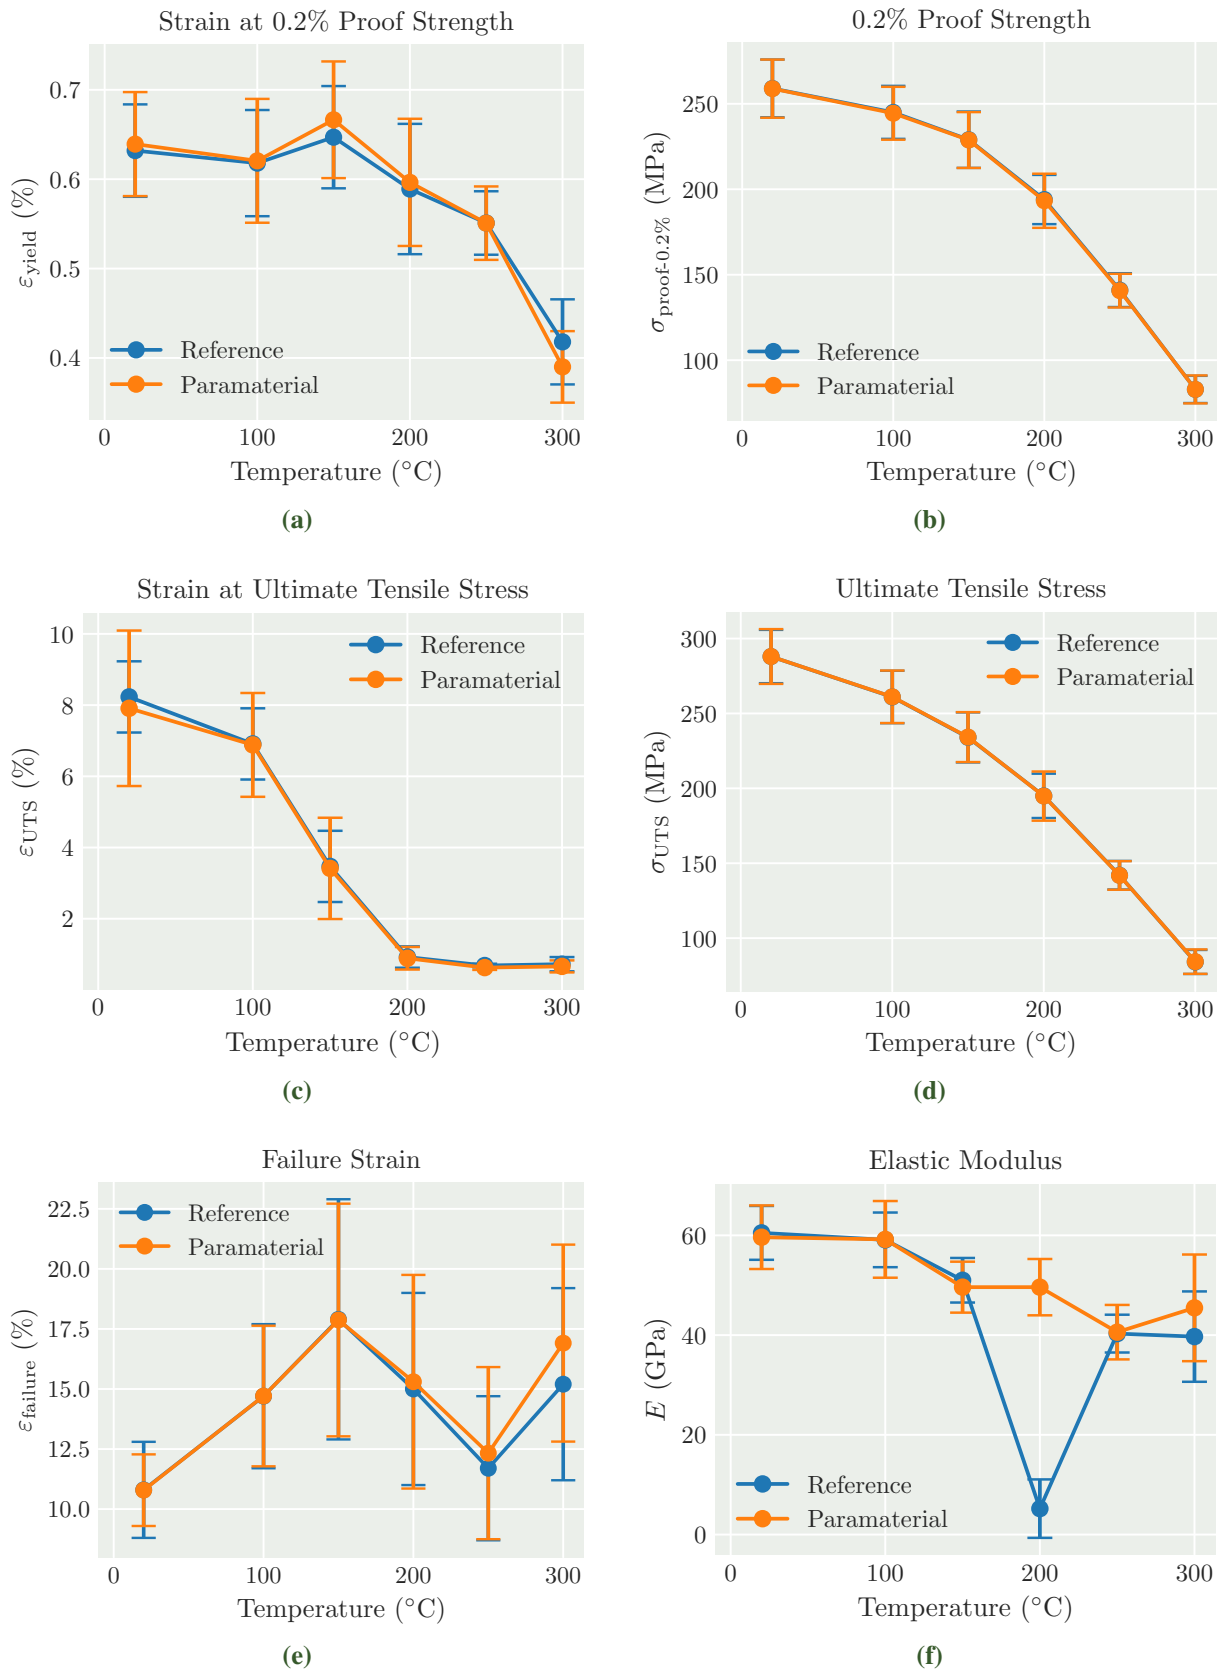 Strain at 0.2% Proof Strength
0.7
0.6
0.5
0.4
εyield (%)
Reference
Paramaterial
0 100 200 300
Temperature (°C)
(a)
0.2% Proof Strength
250
200
150
100
σproof-0.2% (MPa)
Reference
Paramaterial
0 100 200 300
Temperature (°C)
(b)
Strain at Ultimate Tensile Stress
10
8
6
4
2
εUTS (%)
Reference
Paramaterial
0 100 200 300
Temperature (°C)
(c)
Ultimate Tensile Stress
300
250
200
150
100
σUTS (MPa)
Reference
Paramaterial
0 100 200 300
Temperature (°C)
(d)
Failure Strain
22.5
20.0
17.5
15.0
12.5
10.0
εfailure (%)
Reference
Paramaterial
0 100 200 300
Temperature (°C)
(e)
Elastic Modulus
60
40
20
0
E (GPa)
Reference
Paramaterial
0 100 200 300
Temperature (°C)
(f)